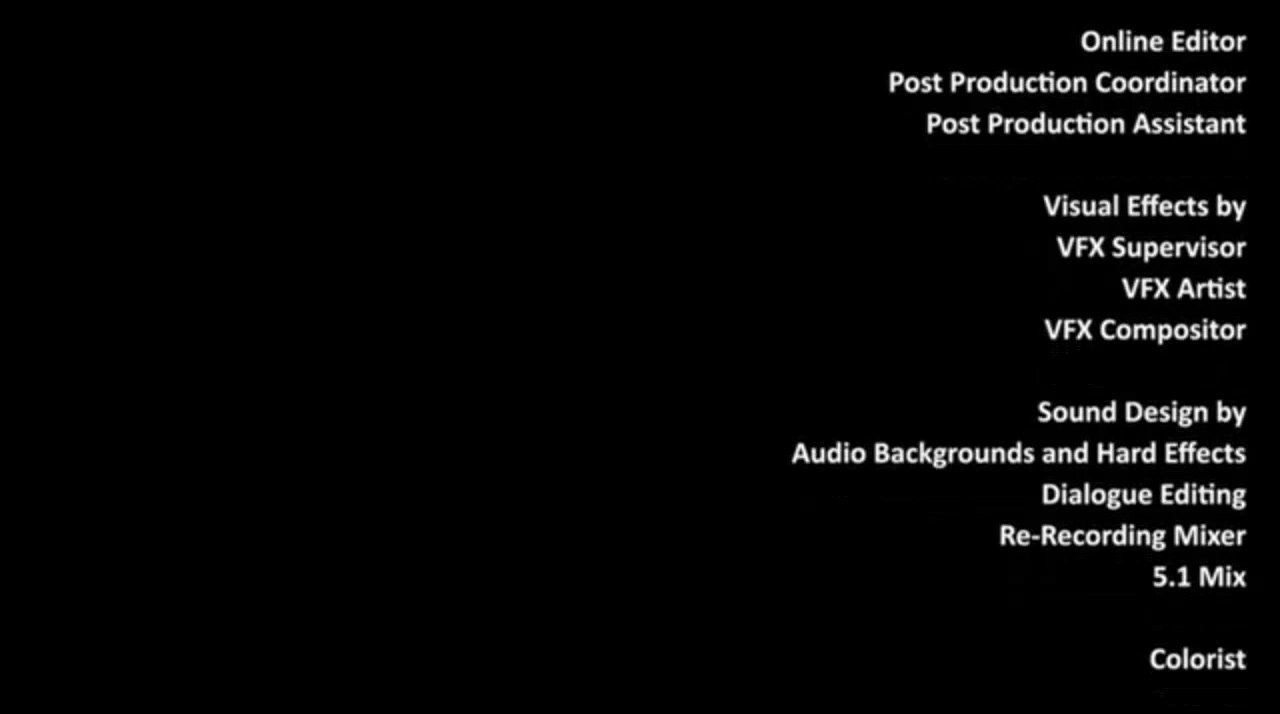 Online Editor
Post Production Coordinator
Post Production Assistant
Visual Effects by
VFX Supervisor
VFX Artist
VFX Compositor
Sound Design by
Audio Backgrounds and Hard Effects
Dialogue Editing
Re-Recording Mixer
5.1 Mix
Colorist